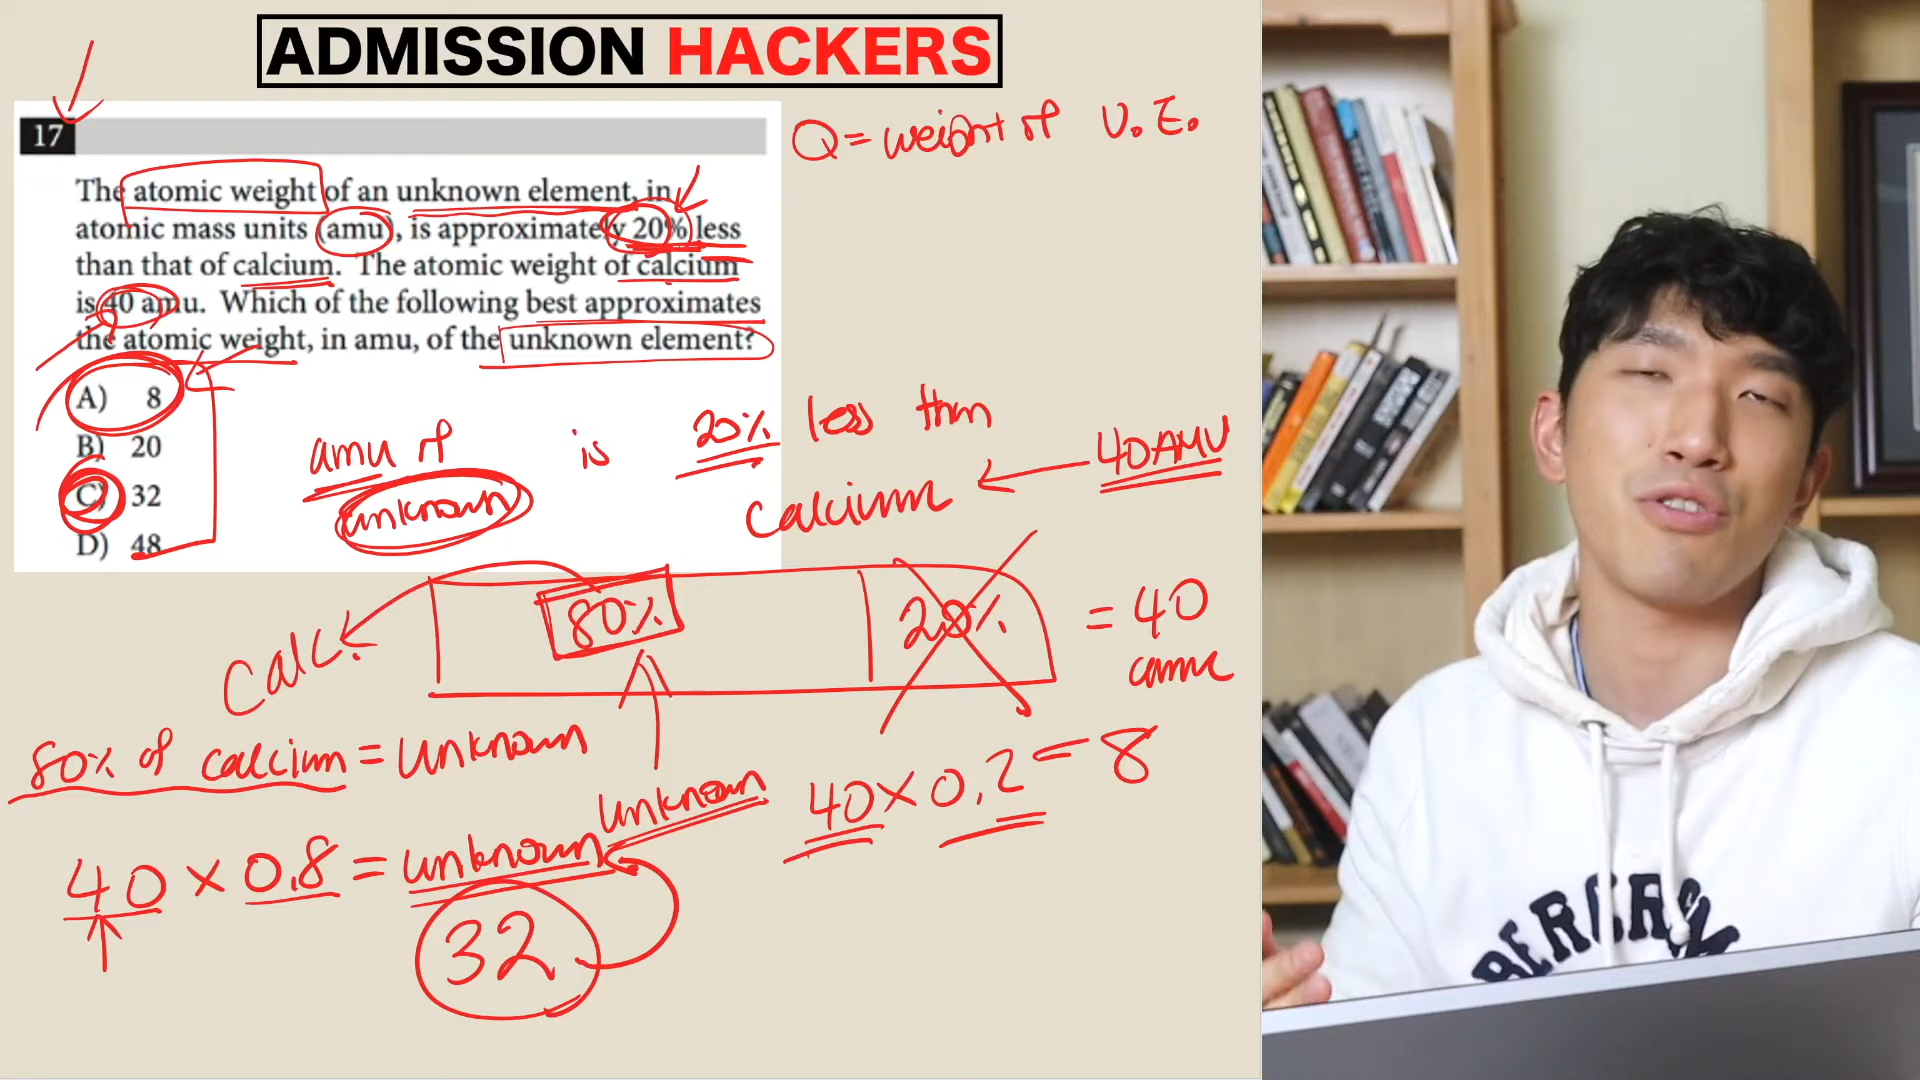 ADMISSION HACKERS
17
Q = weight of U.E.
The atomic weight of an unknown element, in
atomic mass units (amu), is approximately 20% less
than that of calcium. The atomic weight of calcium
is 40 amu. Which of the following best approximates
the atomic weight, in amu, of the unknown element?
A) 8
B) 20
C) 32
D) 48
amu of unknown is 20% less than calcium
40AMU
80% 20% = 40 amu
Calc.
80% of calcium = unknown
unknown
40 × 0.2 = 8
40 × 0.8 = unknown
32
BERG